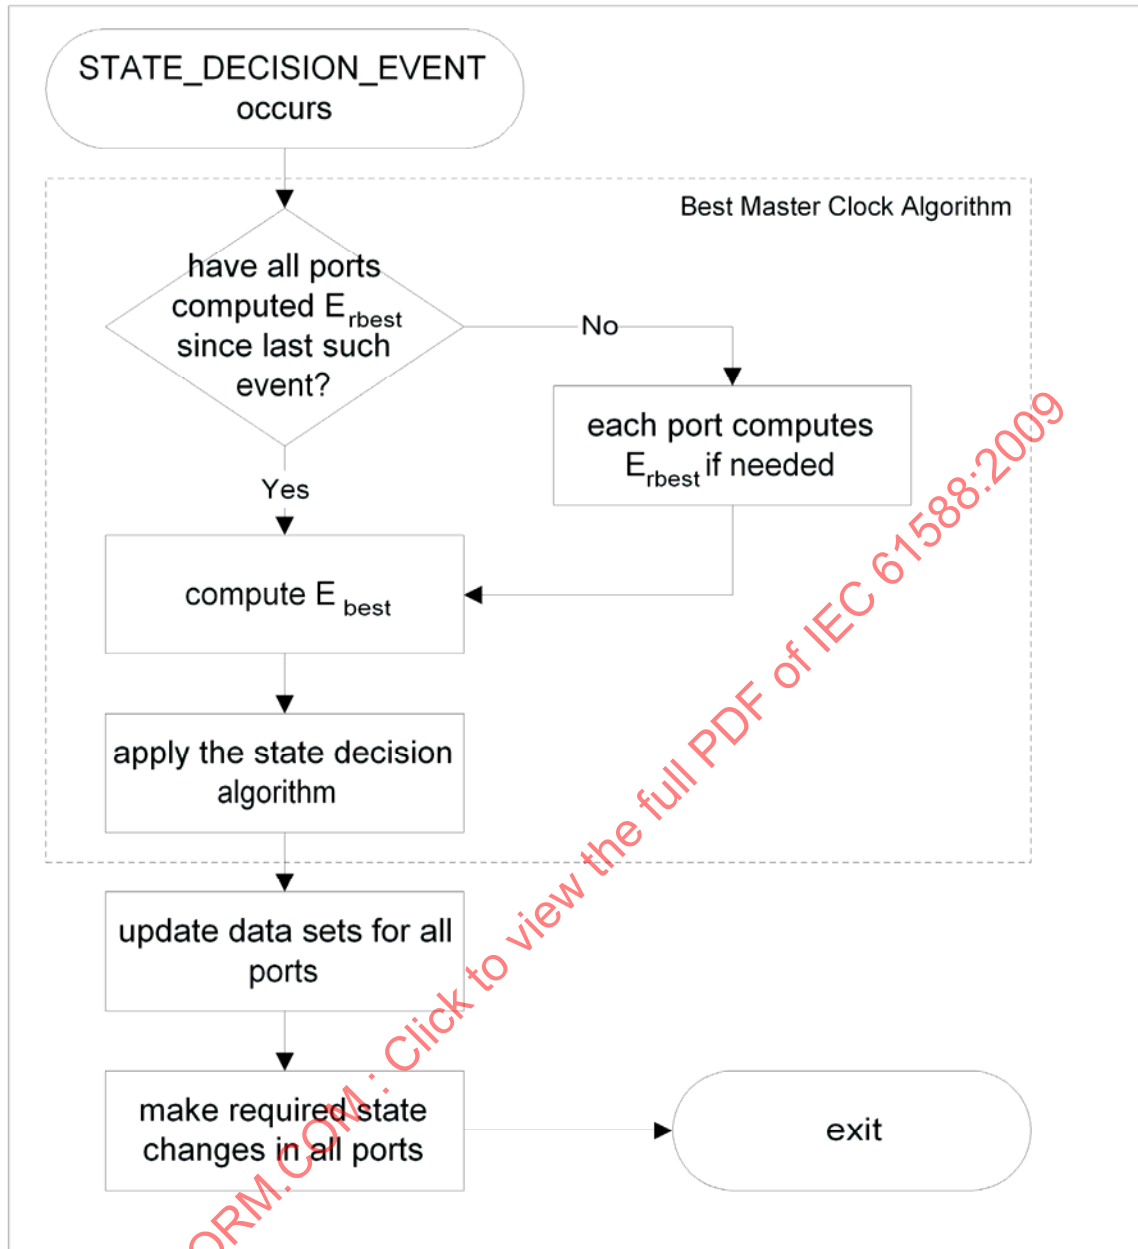 STATE_DECISION_EVENT
occurs
Best Master Clock Algorithm
have all ports
computed E rbest
since last such
event?
No
each port computes
E rbest if needed
Yes
compute E best
apply the state decision
algorithm
update data sets for all
ports
make required state
changes in all ports
exit
ORM.COM : Click to view the full PDF of IEC 61588:2009